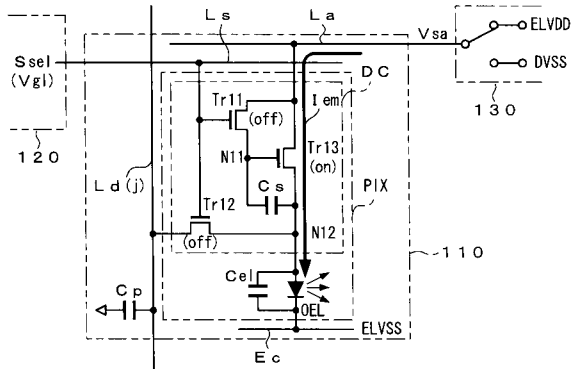 Ls
La
Vsa
ELVDD
Ssel
(Vgl)
DVSS
DC
130
Tr11
Iem
(off)
120
N11
Tr13
(on)
Ld(j)
Cs
PIX
Tr12
N12
(off)
110
Cel
Cp
OEL
ELVSS
Ec